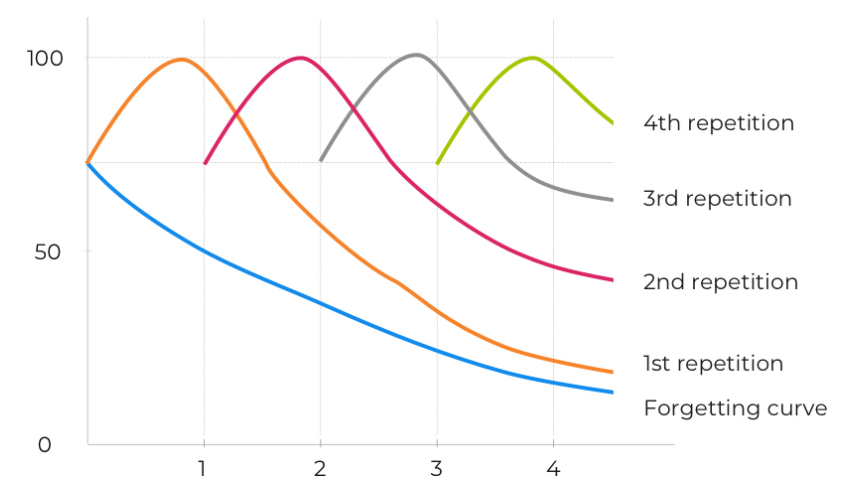 100
4th repetition
3rd repetition
50
2nd repetition
1st repetition
Forgetting curve
0
1 2 3 4